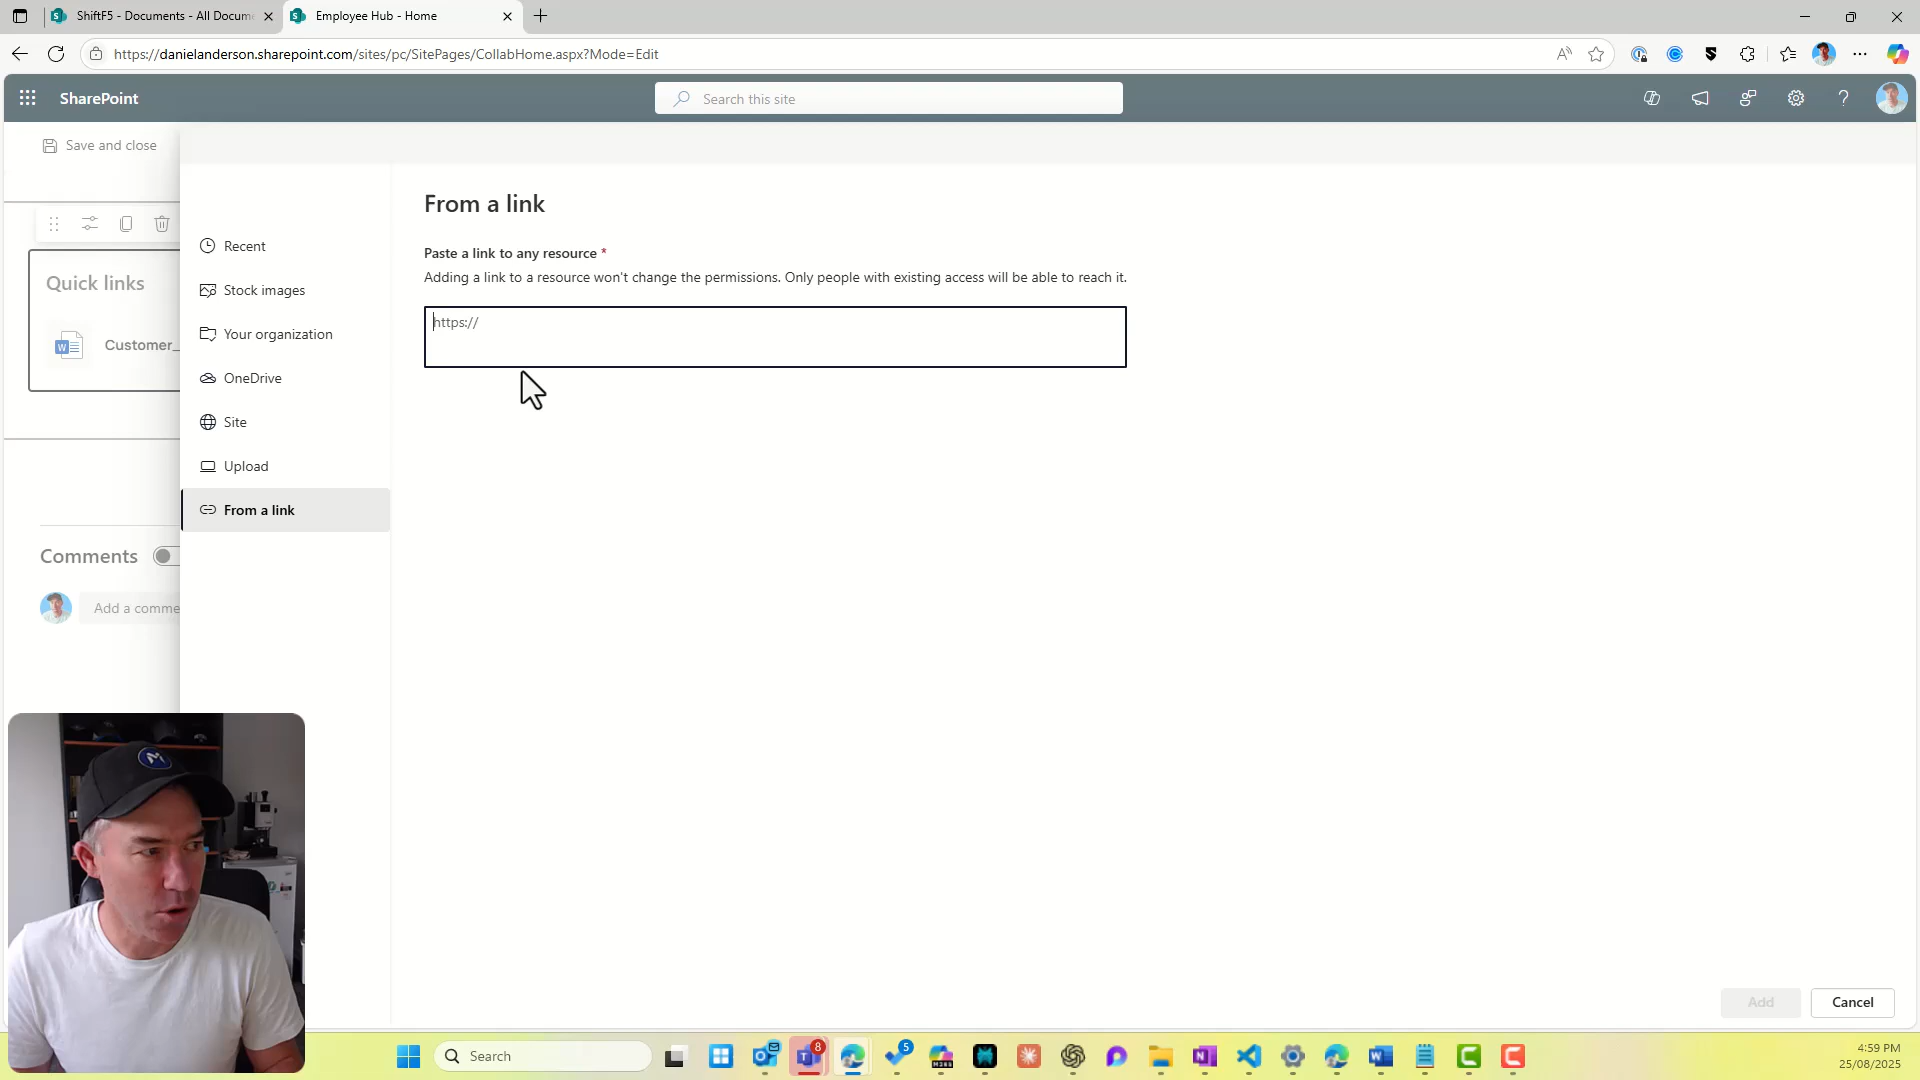 ShiftF5 - Documents - All Docum
Employee Hub - Home
https://danielanderson.sharepoint.com/sites/pc/SitePages/CollabHome.aspx?Mode=Edit
SharePoint
Search this site
Save and close
From a link
Paste a link to any resource *
Adding a link to a resource won't change the permissions. Only people with existing access will be able to reach it.
https://
Recent
Stock images
Your organization
OneDrive
Site
Upload
From a link
Quick links
Customer_
Comments
Add a comme
Add
Cancel
Search
8
5
4:59 PM
25/08/2025